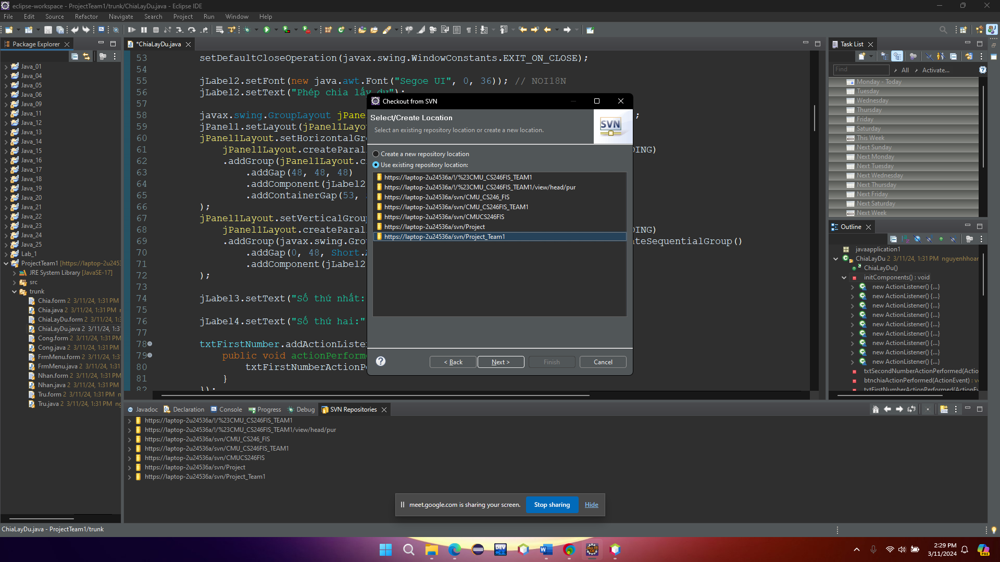 eclipse-workspace - ProjectTeam1/trunk/ChiaLayDu.java - Eclipse IDE
File Edit Source Refactor Navigate Search Project Run Window Help
Package Explorer
Java_01
Java_04
Java_05
Java_06
Java_09
Java_11
Java_12
Java_13
Java_14
Java_15
Java_16
Java_17
Java_18
Java_19
Java_20
Java_21
Java_22
Java_23
Java_24
Java_25
Lab_1
ProjectTeam1 [https://laptop-2u2453
JRE System Library [JavaSE-17]
src
trunk
Chia.form 2 3/11/24, 1:31 PM
Chia.java 2 3/11/24, 1:31 PM
ChiaLayDu.form 2 3/11/24, 1:3
ChiaLayDu.java 2 3/11/24, 1:31
Cong.form 2 3/11/24, 1:31 PM
Cong.java 2 3/11/24, 1:31 PM
FrmMenu.form 2 3/11/24, 1:31
FrmMenu.java 2 3/11/24, 1:31 P
Nhan.form 2 3/11/24, 1:31 PM
Nhan.java 2 3/11/24, 1:31 PM
Tru.form 2 3/11/24, 1:31 PM n
Tru.java 2 3/11/24, 1:31 PM ng
*ChiaLayDu.java
53 setDefaultCloseOperation(javax.swing.WindowConstants.EXIT_ON_CLOSE);
54
55 jLabel2.setFont(new java.awt.Font("Segoe UI", 0, 36)); // NOI18N
56 jLabel2.setText("Phép chia lấy dư");
57
58 javax.swing.GroupLayout jPane ;
59 jPanel1.setLayout(jPanel1Layo
60 jPanel1Layout.setHorizontalGr
61 jPanel1Layout.createParal DING)
62 .addGroup(jPanel1Layout.c
63 .addGap(48, 48, 48)
64 .addComponent(jLabel2
65 .addContainerGap(53,
66 );
67 jPanel1Layout.setVerticalGrou
68 jPanel1Layout.createParal DING)
69 .addGroup(javax.swing.Gro ateSequentialGroup()
70 .addGap(0, 48, Short.
71 .addComponent(jLabel2
72 );
73
74 jLabel3.setText("Số thứ nhất:
75
76 jLabel4.setText("Số thứ hai:"
77
78 txtFirstNumber.addActionListe
79 public void actionPerform
80 txtFirstNumberActionP
81 }
82 });
Checkout from SVN
Select/Create Location
Select an existing repository location or create a new location.
SVN
Create a new repository location
Use existing repository location:
https://laptop-2u24536a/!/%23CMU_CS246FIS_TEAM1
https://laptop-2u24536a/!/%23CMU_CS246FIS_TEAM1/view/head/pur
https://laptop-2u24536a/svn/CMU_CS246_FIS
https://laptop-2u24536a/svn/CMU_CS246FIS_TEAM1
https://laptop-2u24536a/svn/CMUCS246FIS
https://laptop-2u24536a/svn/Project
https://laptop-2u24536a/svn/Project_Team1
< Back Next > Finish Cancel
Task List
Find All Activate...
Monday - Today
Tuesday
Wednesday
Thursday
Friday
Saturday
This Week
Next Sunday
Next Monday
Next Tuesday
Next Wednesday
Next Thursday
Next Friday
Next Saturday
Next Week
Outline
javaapplication1
ChiaLayDu 2 3/11/24, 1:31 PM nguyenhhoar
ChiaLayDu()
initComponents() : void
new ActionListener() {...}
new ActionListener() {...}
new ActionListener() {...}
new ActionListener() {...}
new ActionListener() {...}
new ActionListener() {...}
new ActionListener() {...}
new ActionListener() {...}
new ActionListener() {...}
txtSecondNumberActionPerformed(Actio
btnchiaActionPerformed(ActionEvent) : v
txtFirstNumberActionPerformed(ActionEv
Javadoc Declaration Console Progress Debug SVN Repositories
https://laptop-2u24536a/!/%23CMU_CS246FIS_TEAM1
https://laptop-2u24536a/!/%23CMU_CS246FIS_TEAM1/view/head/pur
https://laptop-2u24536a/svn/CMU_CS246_FIS
https://laptop-2u24536a/svn/CMU_CS246FIS_TEAM1
https://laptop-2u24536a/svn/CMUCS246FIS
https://laptop-2u24536a/svn/Project
https://laptop-2u24536a/svn/Project_Team1
meet.google.com is sharing your screen. Stop sharing Hide
ChiaLayDu.java - ProjectTeam1/trunk
DEV
2:29 PM
3/11/2024
PRE